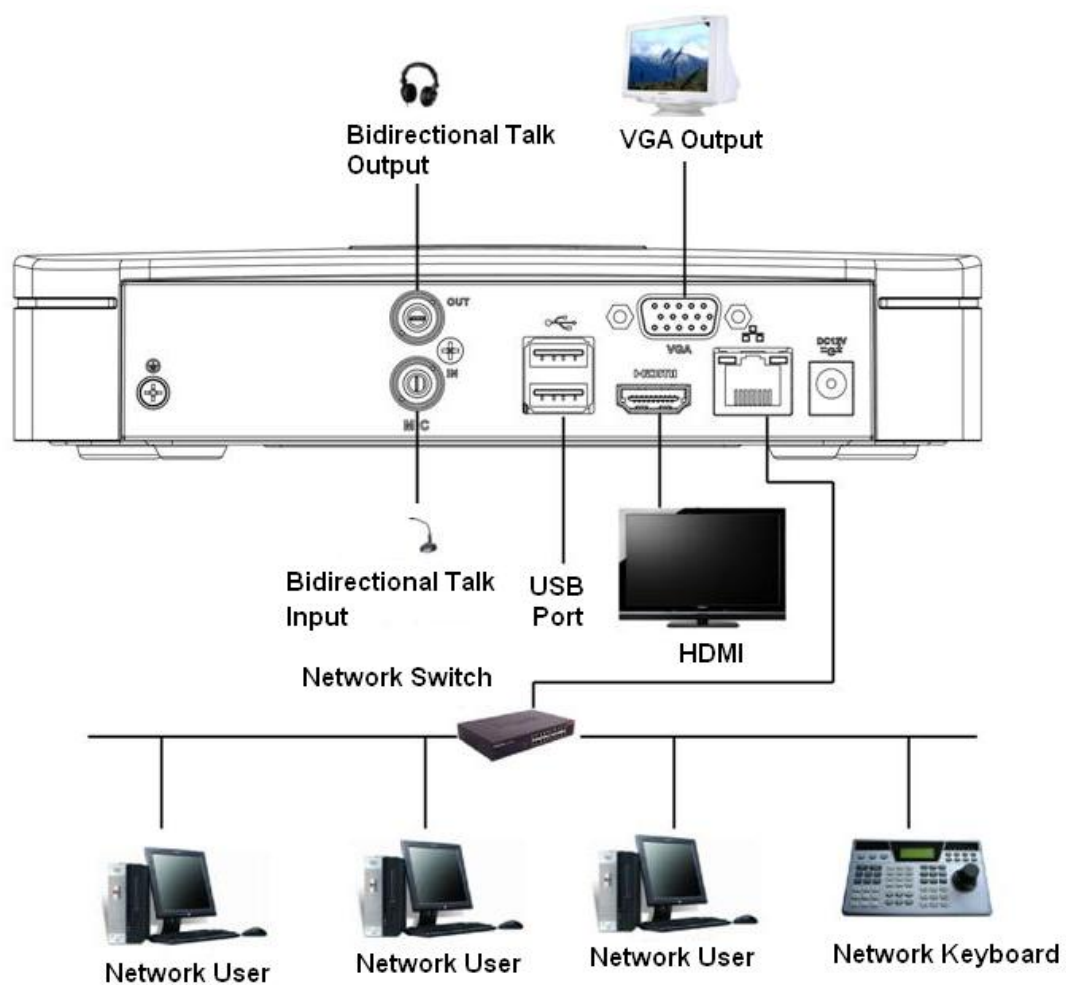 Bidirectional Talk
Output
VGA Output
OUT
IN
MIC
VGA
HDMI
DC12V
Bidirectional Talk
Input
USB
Port
HDMI
Network Switch
Network User
Network User
Network User
Network Keyboard